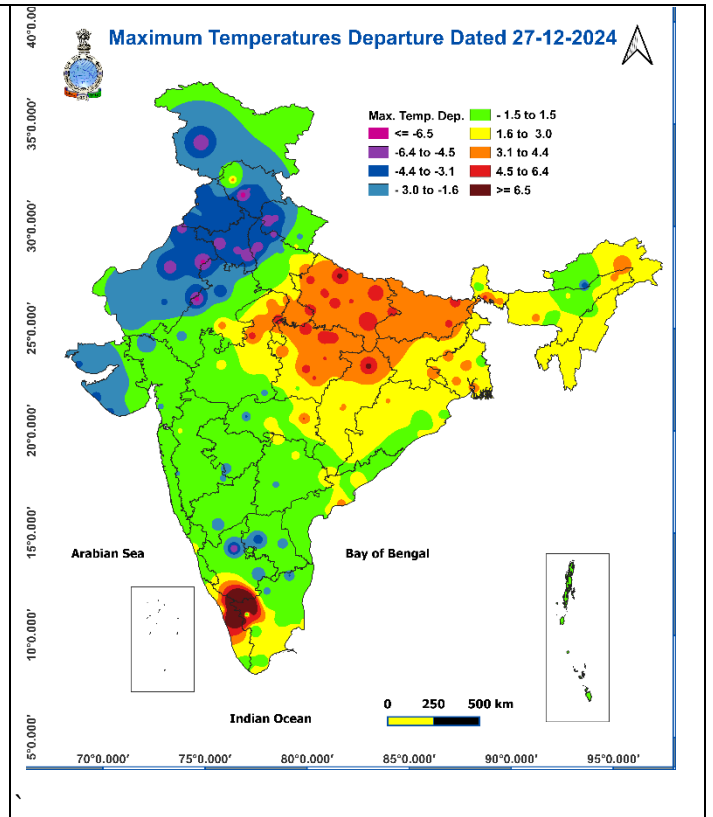 Maximum Temperatures Departure Dated 27-12-2024
Max. Temp. Dep.
<= -6.5
-6.4 to -4.5
-4.4 to -3.1
- 3.0 to -1.6
- 1.5 to 1.5
1.6 to 3.0
3.1 to 4.4
4.5 to 6.4
>= 6.5
40°0.000'
35°0.000'
30°0.000'
25°0.000'
20°0.000'
15°0.000'
10°0.000'
5°0.000'
Arabian Sea
Bay of Bengal
Indian Ocean
0 250 500 km
70°0.000' 75°0.000' 80°0.000' 85°0.000' 90°0.000' 95°0.000'
`